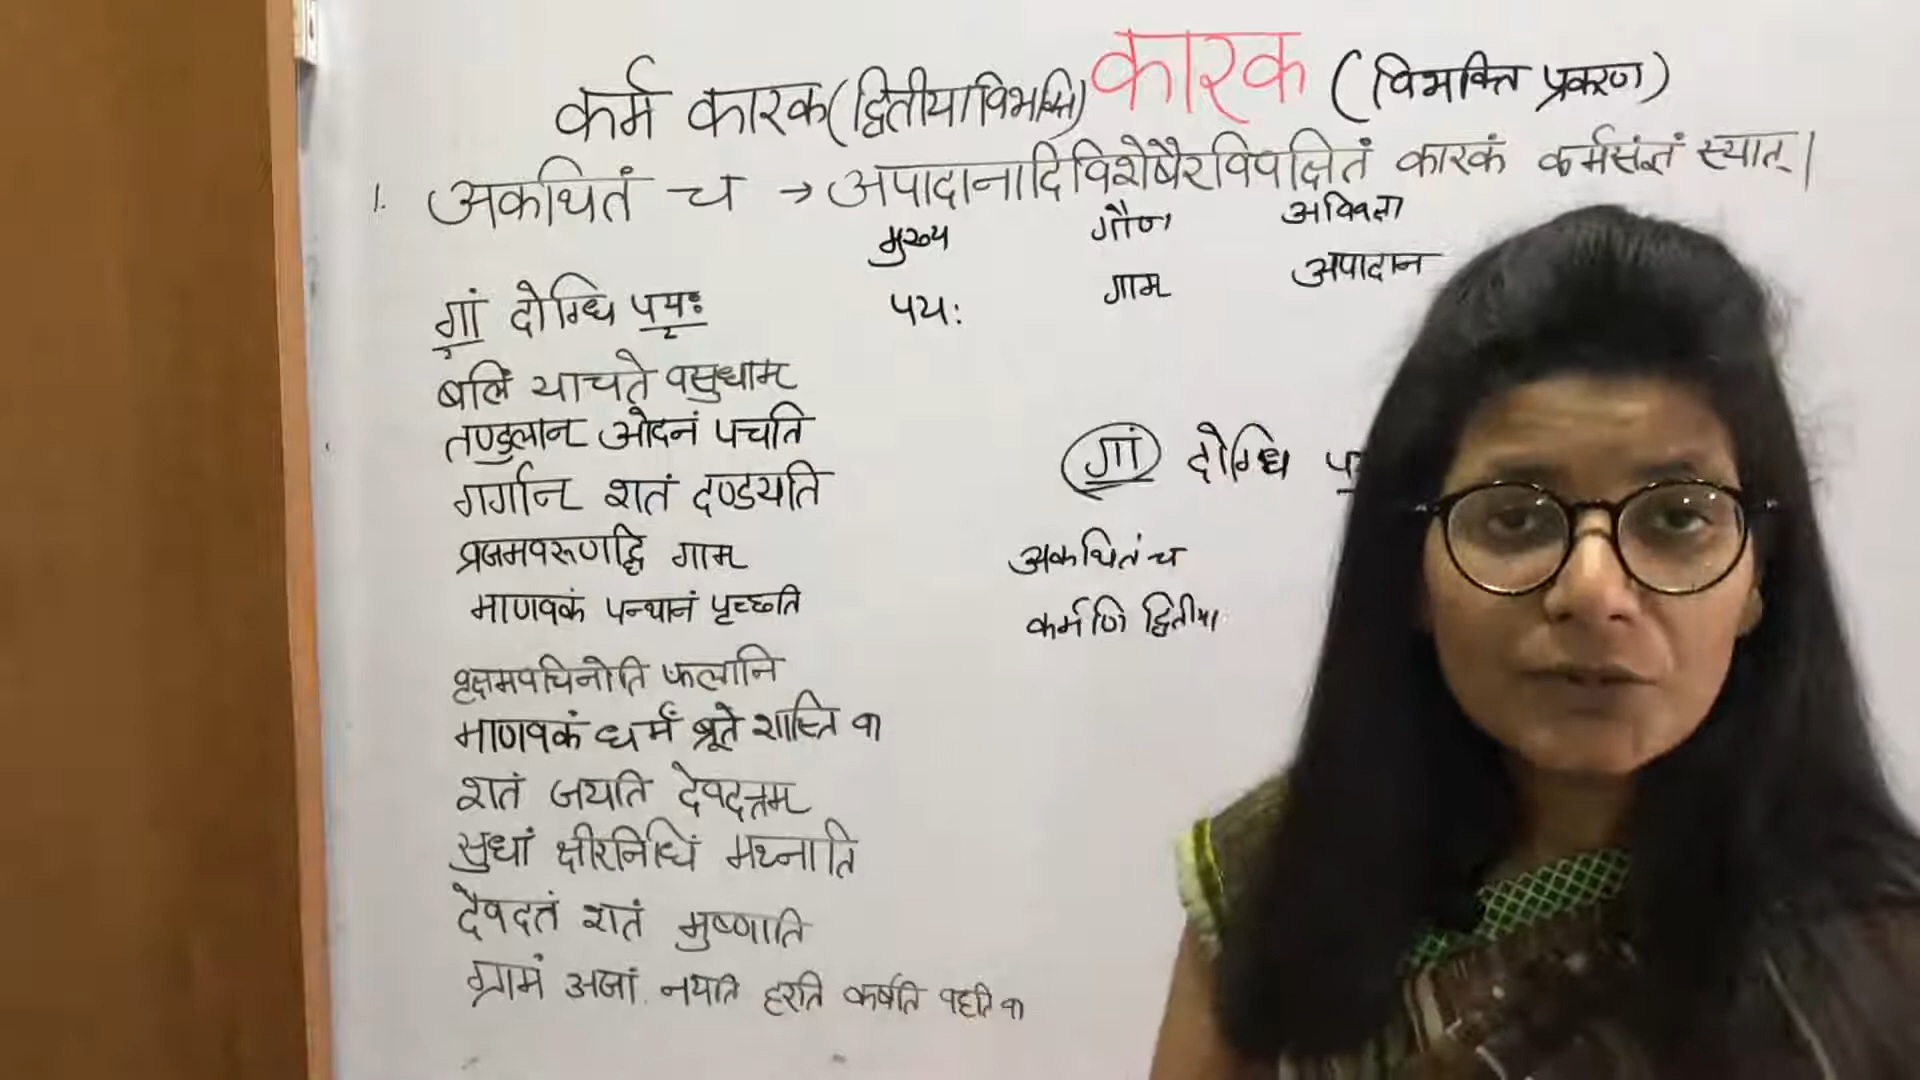 कर्म कारक (द्वितीया विभक्ति) कारक (विभक्ति प्रकरण)
1. अकथितं च → अपादानादिविशेषैरविवक्षितं कारकं कर्मसंज्ञं स्यात् |
मुख्य गौण अविवक्षा
पयः गाम् अपादान
गां दोग्धि पयः
बलिं याचते वसुधाम्
तण्डुलान् ओदनं पचति
गर्गान् शतं दण्डयति
व्रजमवरूणद्धि गाम्
माणवकं पन्थानं पृच्छति
वृक्षमवचिनोति फलानि
माणवकं धर्मं ब्रूते शास्ति वा
शतं जयति देवदत्तम्
सुधां क्षीरनिधिं मथ्नाति
देवदतं शतं मुष्णाति
ग्रामं अजां नयति हरति कर्षति वहति वा
गां दोग्धि
अकथितं च
कर्मणि द्वितीया